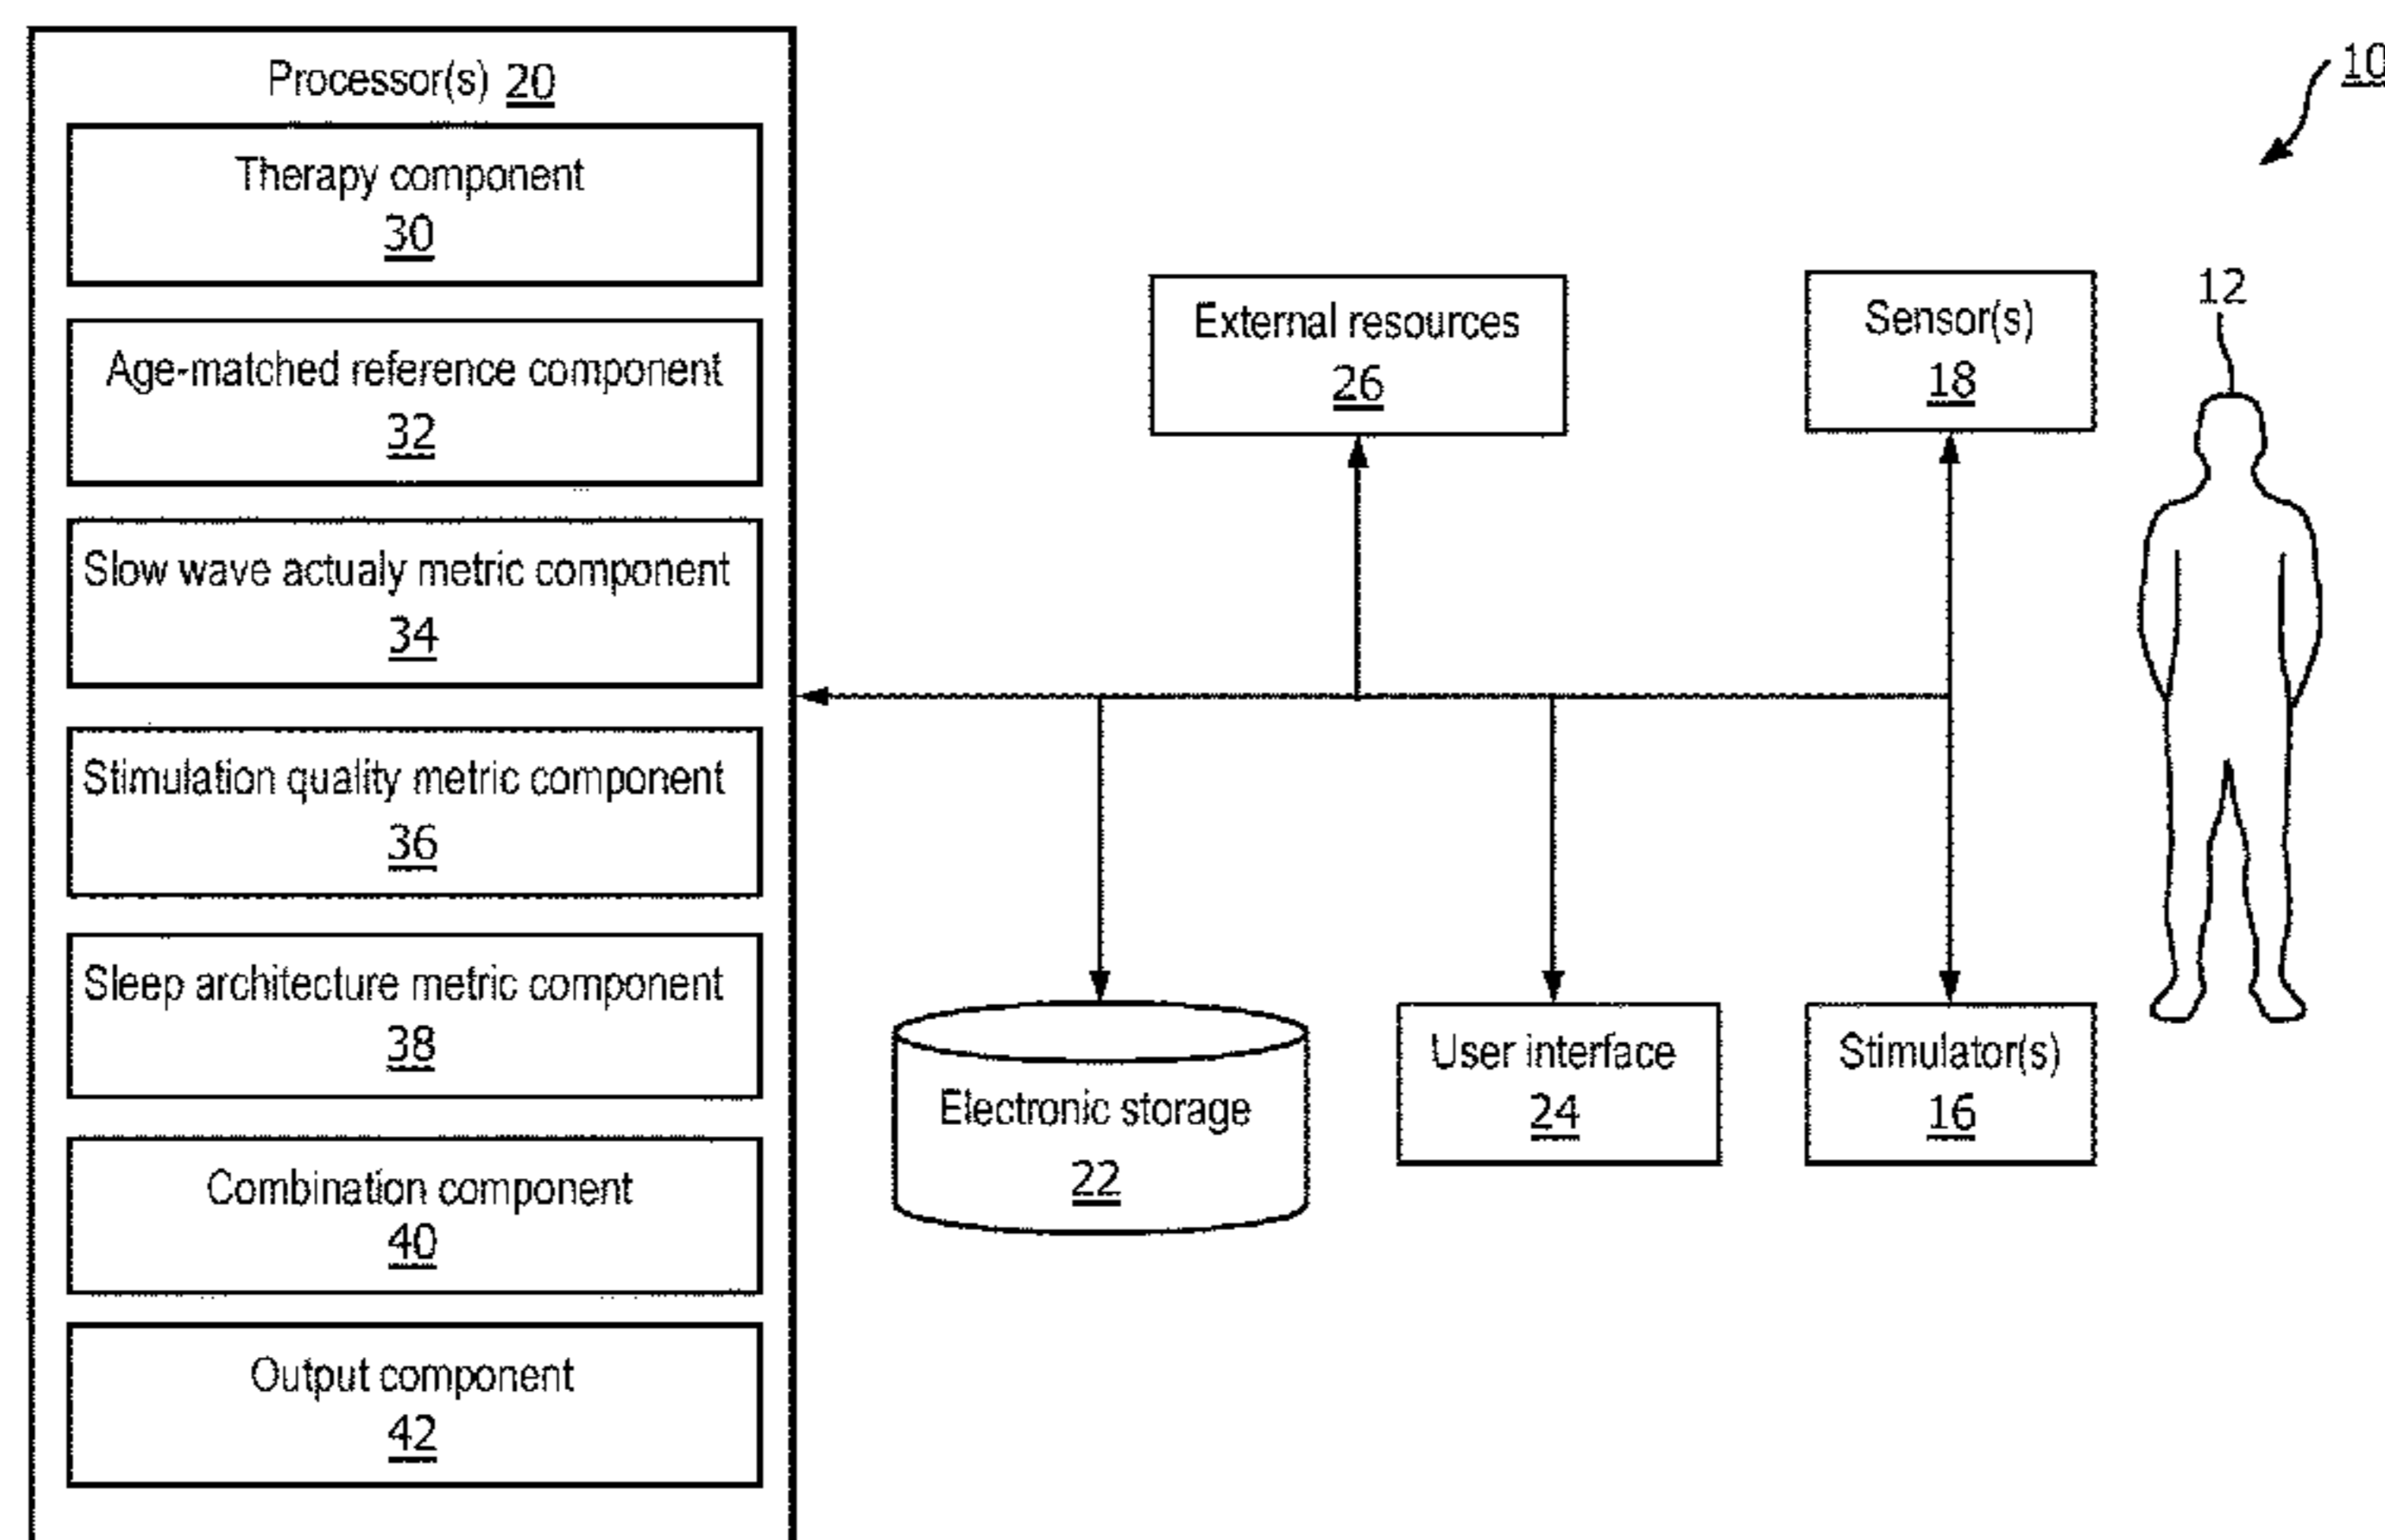 Processor(s) 20
Therapy component
30
Age-matched reference component
32
Slow wave actualy metric component
34
Stimulation quality metric component
36
Sleep architecture metric component
38
Combination component
40
Output component
42
External resources
26
Sensor(s)
18
12
10
Electronic storage
22
User interface
24
Stimulator(s)
16